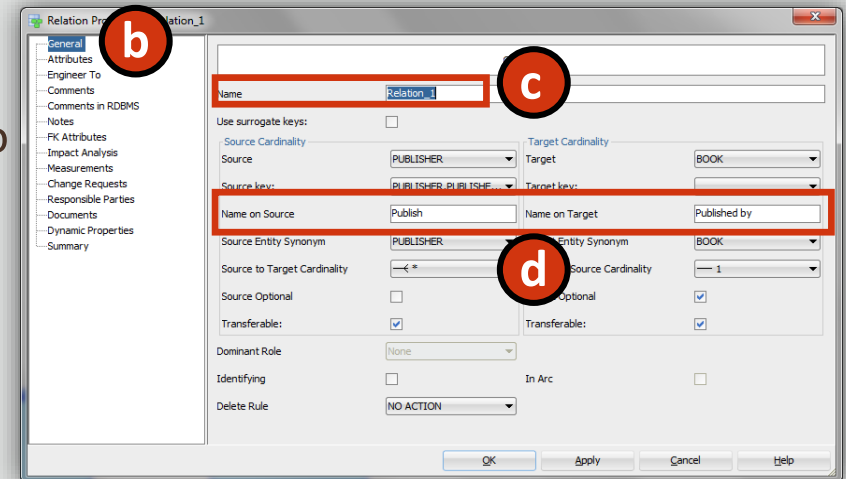 Relation Pro
lation_1
b
General
Attributes
Engineer To
Comments
Comments in RDBMS
Notes
FK Attributes
Impact Analysis
Measurements
Change Requests
Responsible Parties
Documents
Dynamic Properties
Summary
c
Name Relation_1
Use surrogate keys:
Source Cardinality Target Cardinality
Source PUBLISHER Target BOOK
Source key: PUBLISHER.PUBLISHE... Target key:
Name on Source Publish Name on Target Published by
Source Entity Synonym PUBLISHER Entity Synonym BOOK
d
Source to Target Cardinality * Source Cardinality 1
Source Optional Optional
Transferable: Transferable:
Dominant Role None
Identifying In Arc
Delete Rule NO ACTION
OK Apply Cancel Help